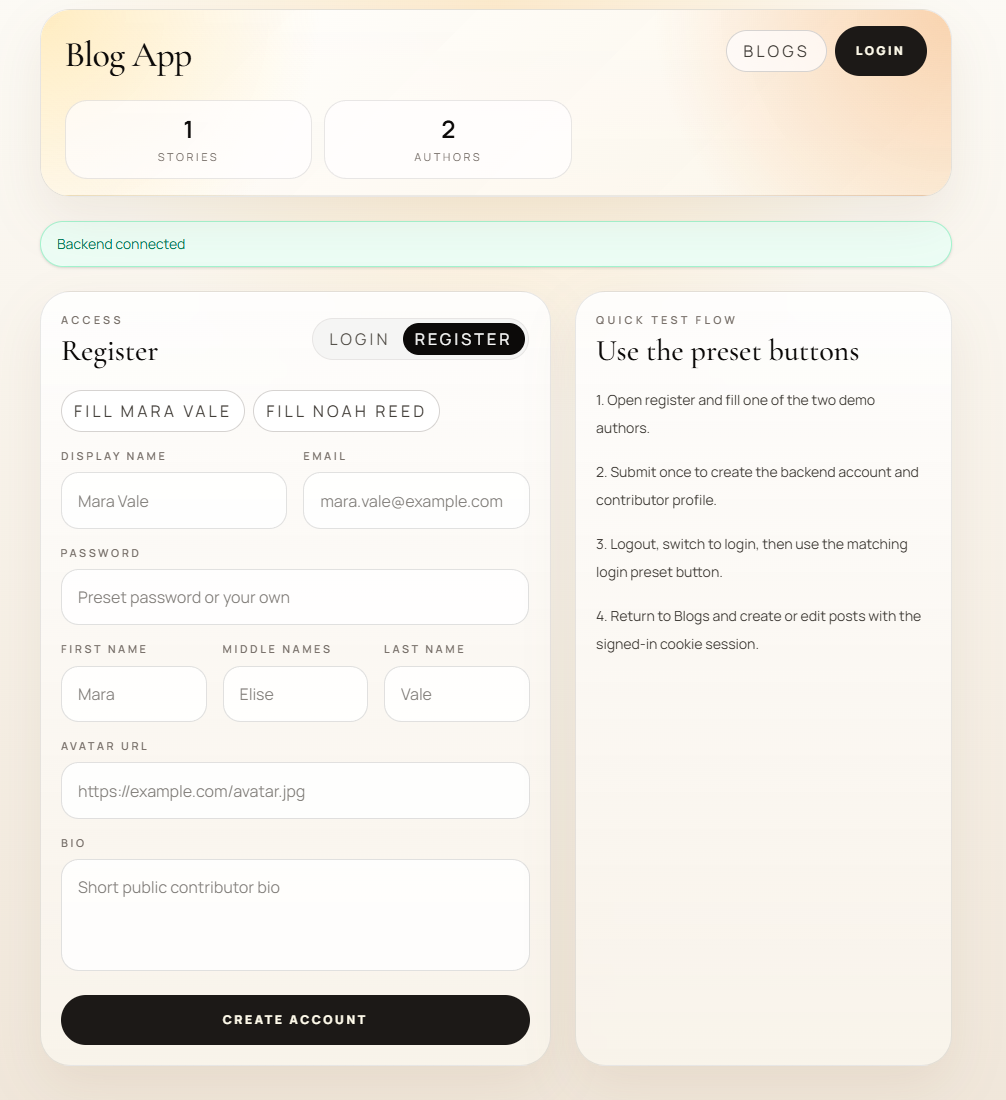 Blog App
BLOGS
LOGIN
1
STORIES
2
AUTHORS
Backend connected
ACCESS
Register
LOGIN
REGISTER
FILL MARA VALE
FILL NOAH REED
DISPLAY NAME
EMAIL
Mara Vale
mara.vale@example.com
PASSWORD
Preset password or your own
FIRST NAME
MIDDLE NAMES
LAST NAME
Mara
Elise
Vale
AVATAR URL
https://example.com/avatar.jpg
BIO
Short public contributor bio
CREATE ACCOUNT
QUICK TEST FLOW
Use the preset buttons
1. Open register and fill one of the two demo
authors.
2. Submit once to create the backend account and
contributor profile.
3. Logout, switch to login, then use the matching
login preset button.
4. Return to Blogs and create or edit posts with the
signed-in cookie session.